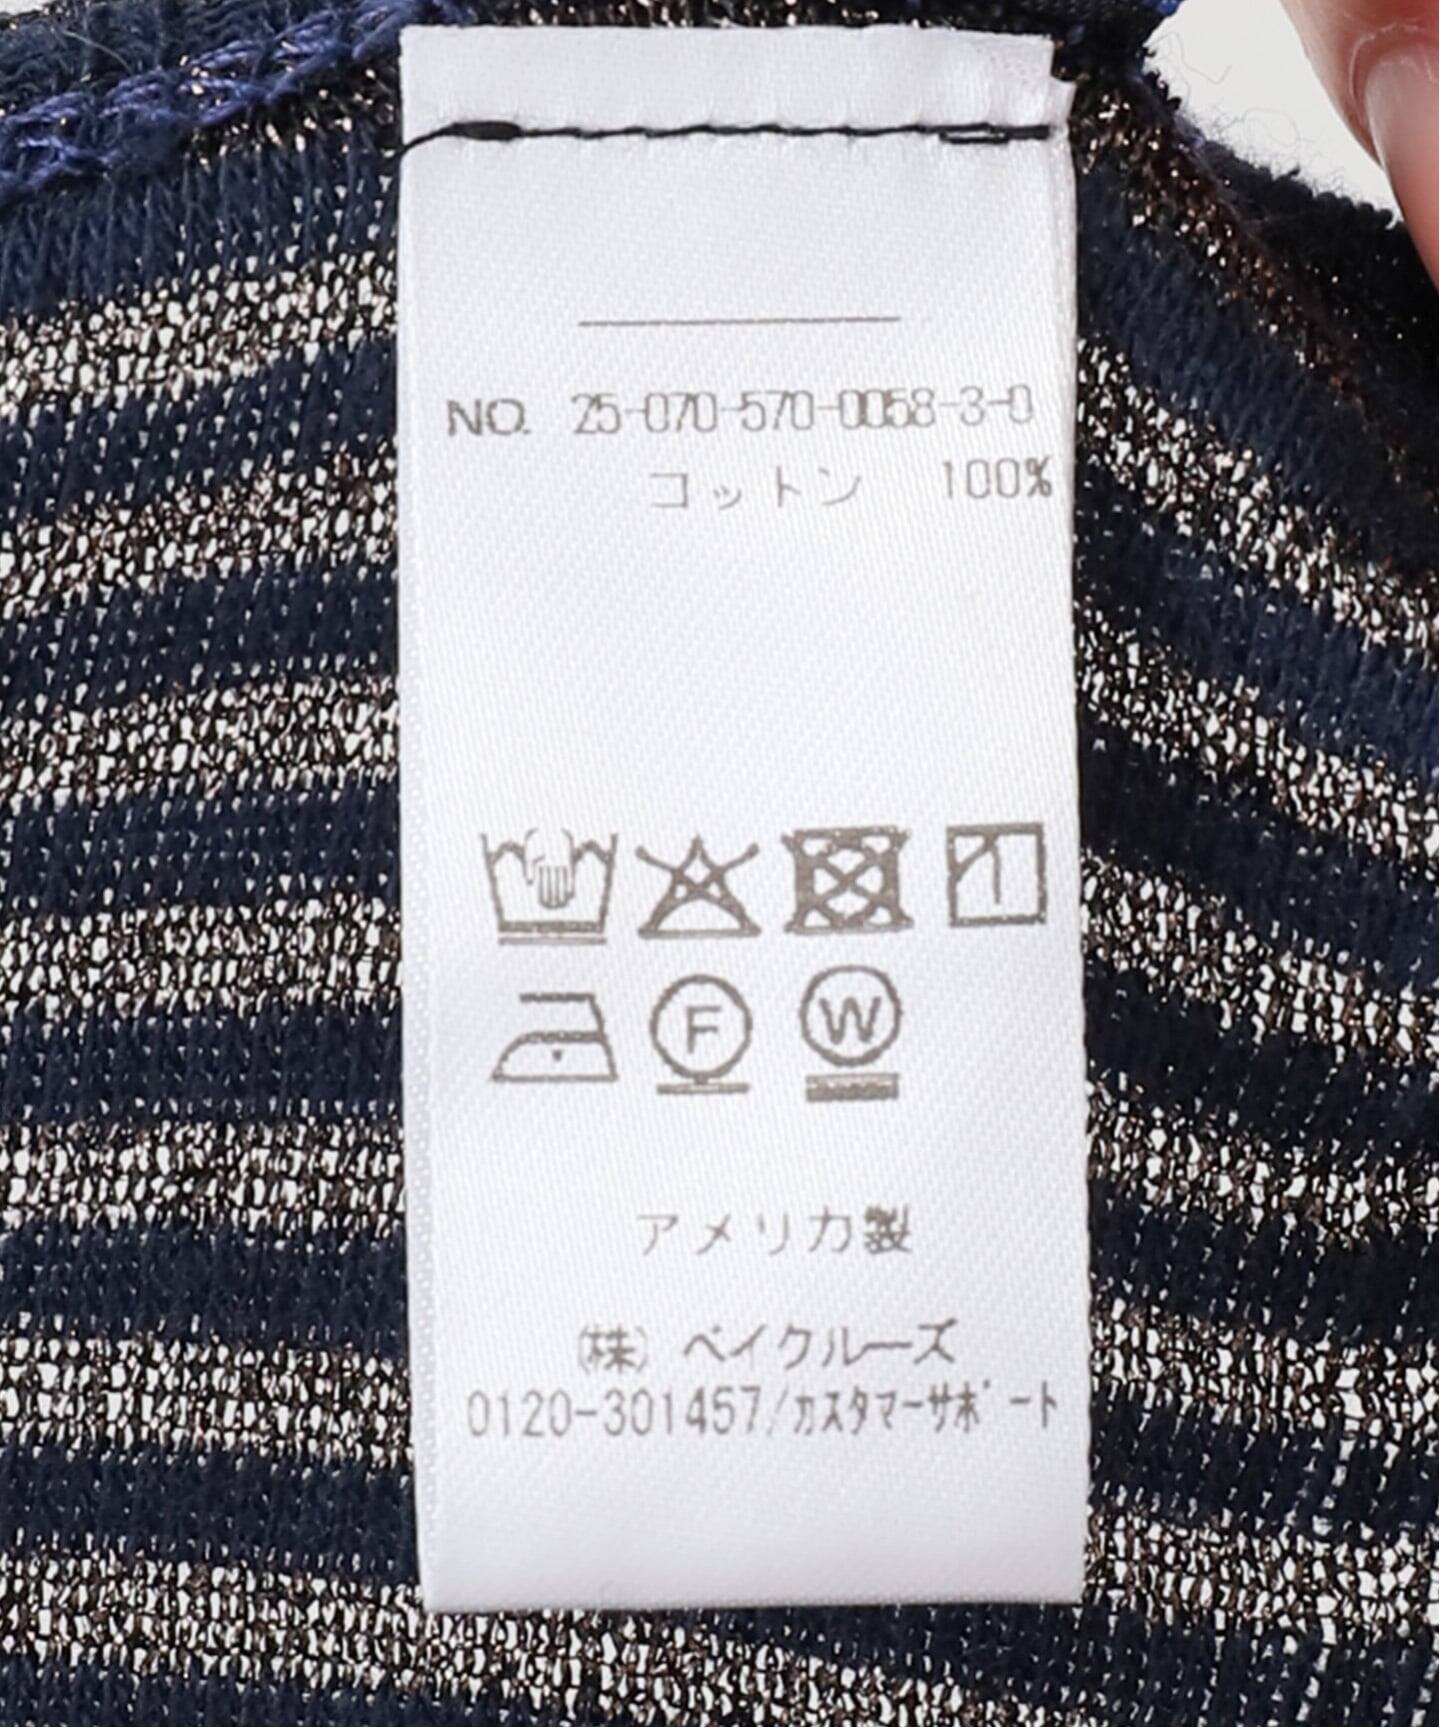 NO. 25-070-570-0058-3-0
コットン 100%
F W
アメリカ製
(株) ベイクルーズ
0120-301457/カスタマーサポート